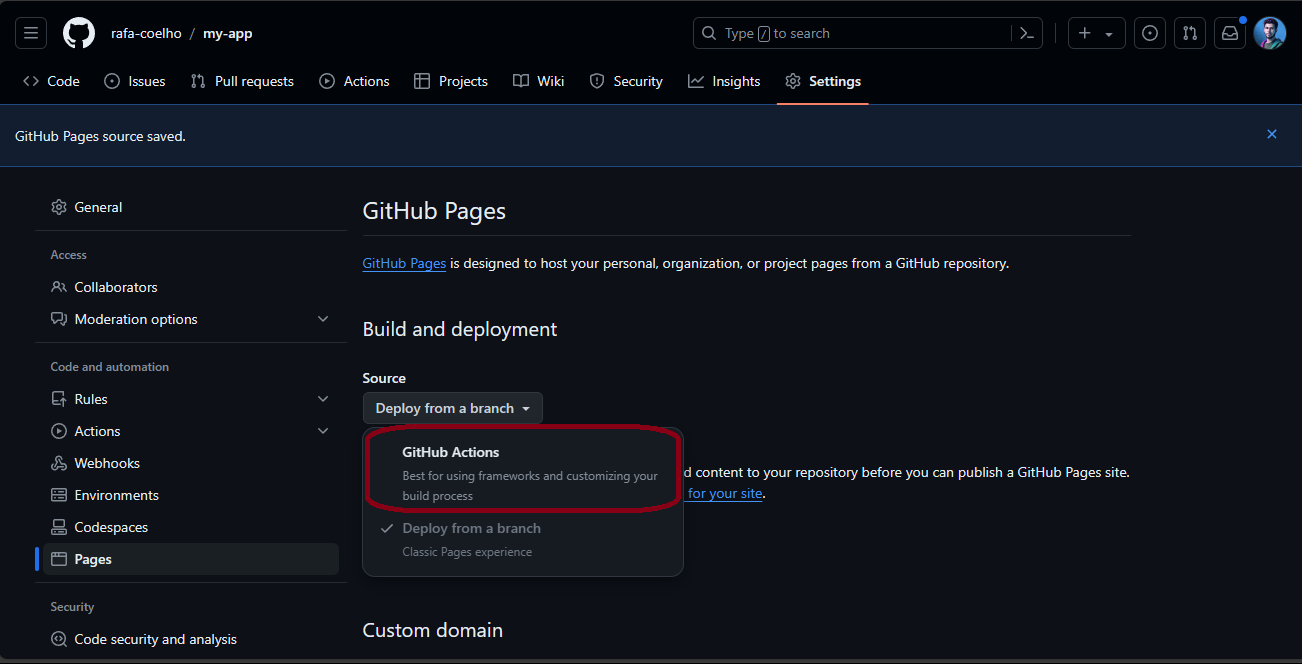 rafa-coelho / my-app
Type / to search
Code Issues Pull requests Actions Projects Wiki Security Insights Settings
GitHub Pages source saved.
General
Access
Collaborators
Moderation options
Code and automation
Rules
Actions
Webhooks
Environments
Codespaces
Pages
Security
Code security and analysis
GitHub Pages
GitHub Pages is designed to host your personal, organization, or project pages from a GitHub repository.
Build and deployment
Source
Deploy from a branch
GitHub Actions
Best for using frameworks and customizing your
build process
Deploy from a branch
Classic Pages experience
d content to your repository before you can publish a GitHub Pages site.
for your site.
Custom domain